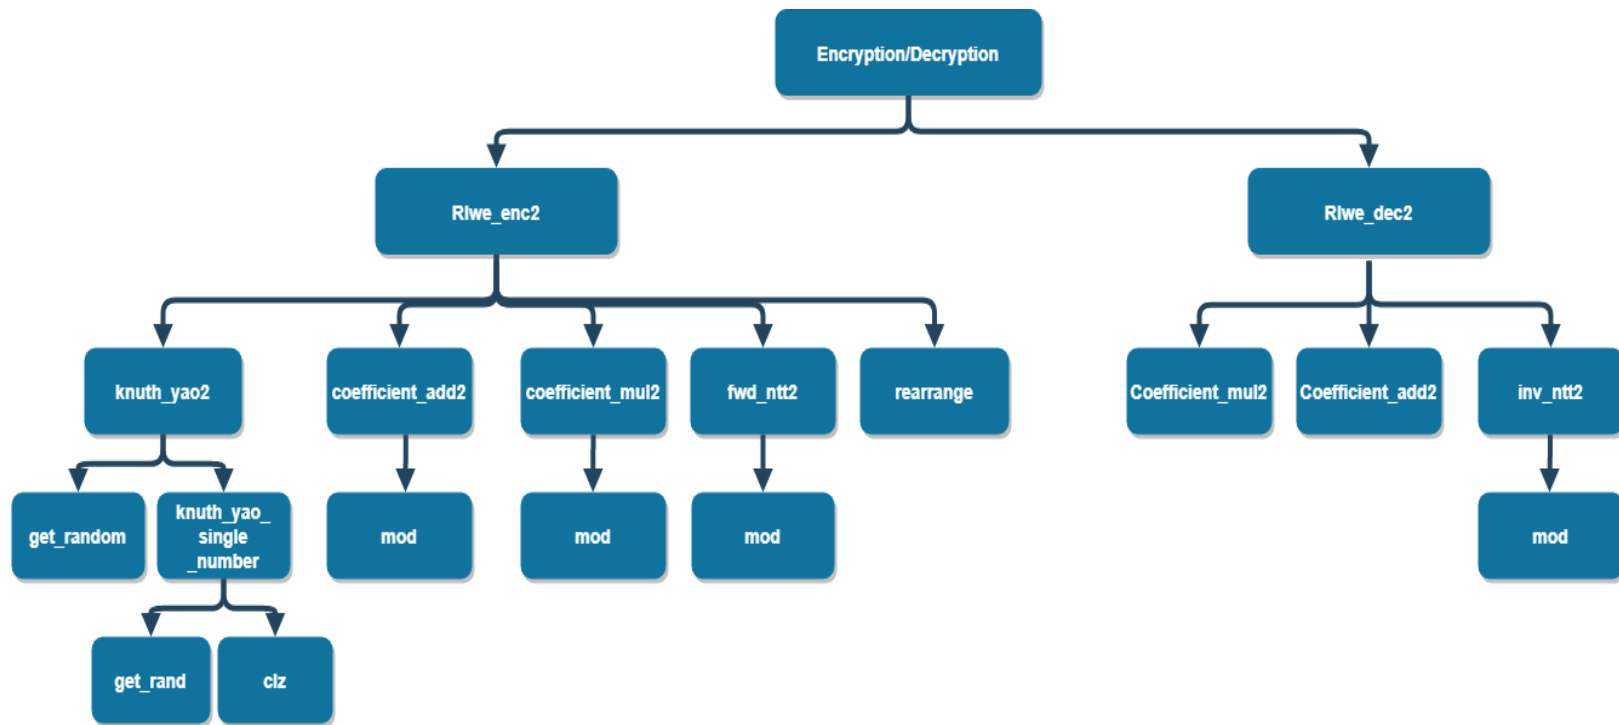 Encryption/Decryption
Rlwe_enc2
Rlwe_dec2
knuth_yao2
coefficient_add2
coefficient_mul2
fwd_ntt2
rearrange
Coefficient_mul2
Coefficient_add2
inv_ntt2
get_random
knuth_yao_
single
_number
mod
mod
mod
mod
get_rand
clz